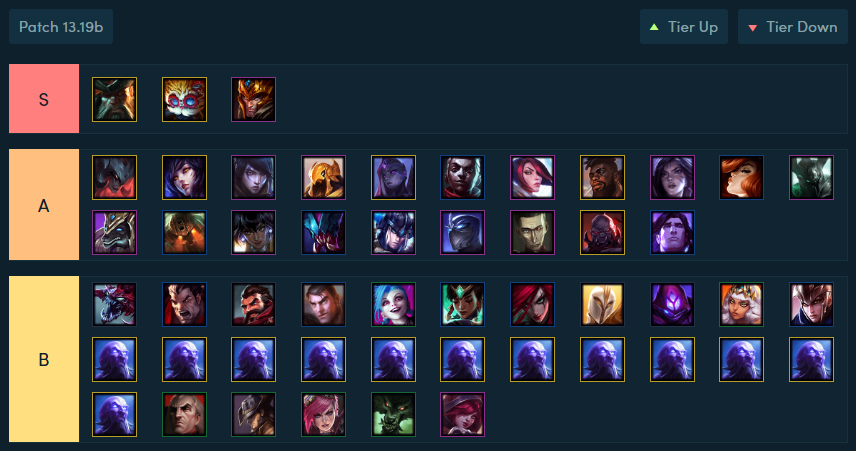 Patch 13.19b
Tier Up
Tier Down
S
A
B